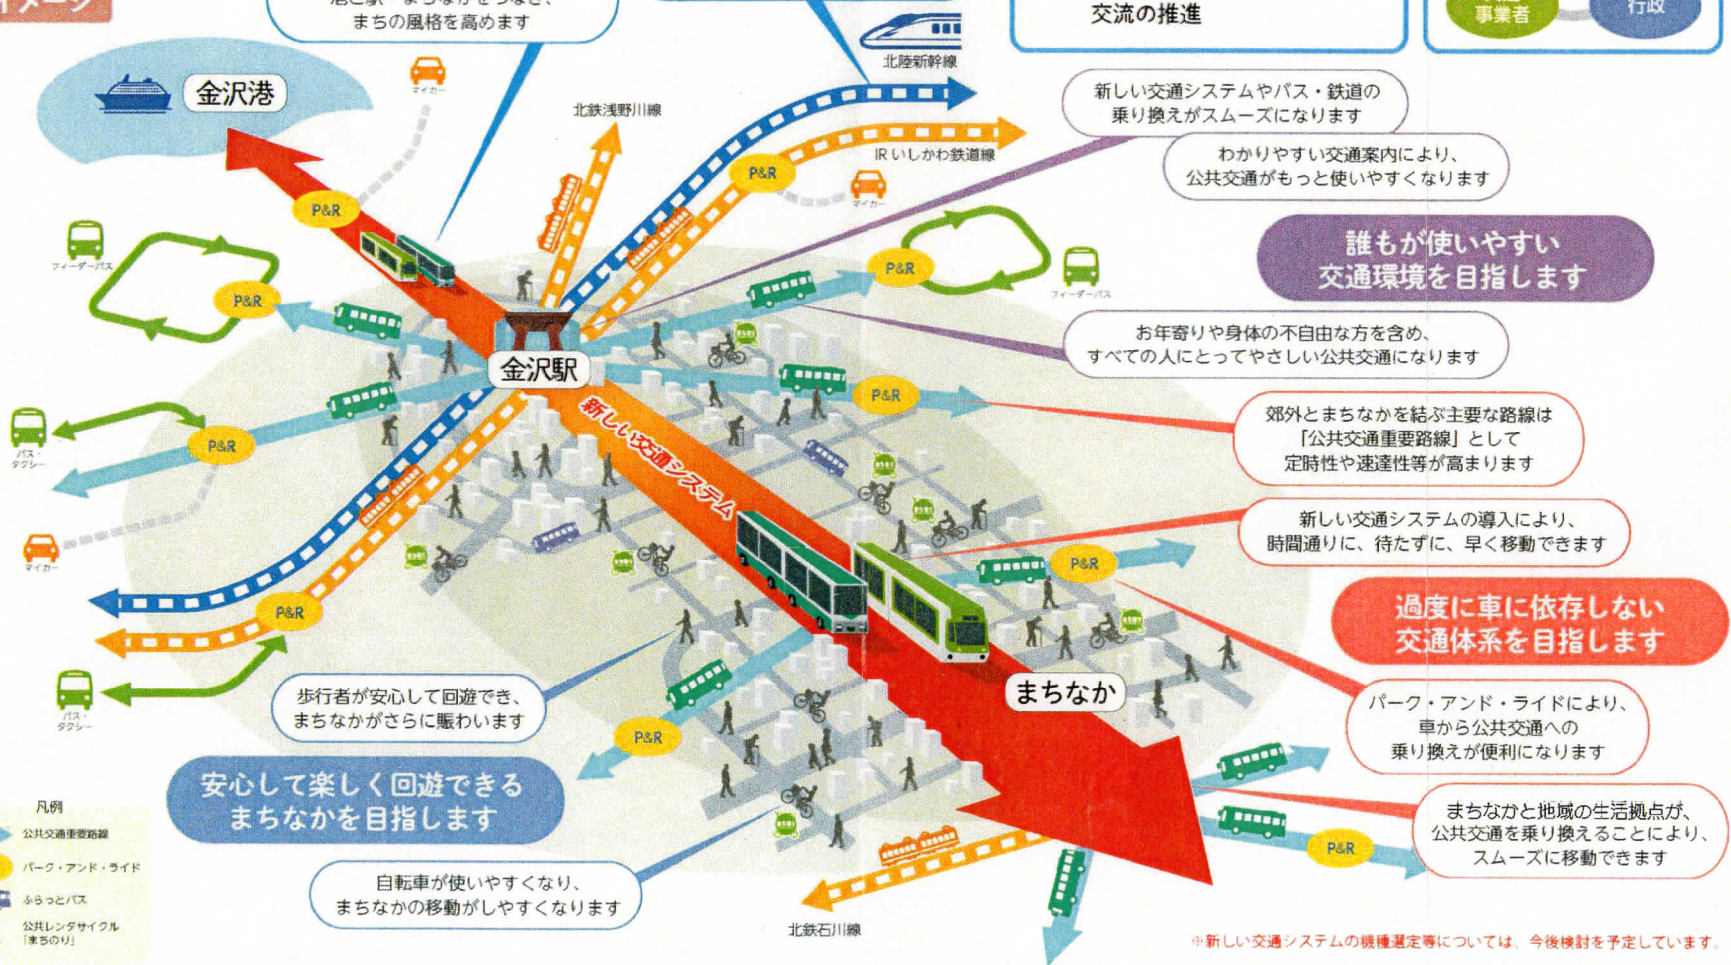 イメージ
まちの風格を高めます
交流の推進
事業者
行政
北陸新幹線
金沢港
マイカー
北鉄浅野川線
IRいしかわ鉄道線
P&R
マイカー
P&R
新しい交通システムやバス・鉄道の
乗り換えがスムーズになります
わかりやすい交通案内により、
公共交通がもっと使いやすくなります
誰もが使いやすい
交通環境を目指します
フィーダーバス
P&R
P&R
フィーダーバス
お年寄りや身体の不自由な方を含め、
すべての人にとってやさしい公共交通になります
金沢駅
P&R
郊外とまちなかを結ぶ主要な路線は
「公共交通重要路線」として
定時性や速達性等が高まります
バス・
タクシー
P&R
新しい交通システム
新しい交通システムの導入により、
時間通りに、待たずに、早く移動できます
マイカー
P&R
P&R
過度に車に依存しない
交通体系を目指します
バス・
タクシー
歩行者が安心して回遊でき、
まちなかがさらに賑わいます
まちなか
パーク・アンド・ライドにより、
車から公共交通への
乗り換えが便利になります
P&R
安心して楽しく回遊できる
まちなかを目指します
まちなかと地域の生活拠点が、
公共交通を乗り換えることにより、
スムーズに移動できます
P&R
凡例
公共交通重要路線
パーク・アンド・ライド
ふらっとバス
公共レンタサイクル
「まちのり」
自転車が使いやすくなり、
まちなかの移動がしやすくなります
北鉄石川線
※新しい交通システムの機種選定等については、今後検討を予定しています。